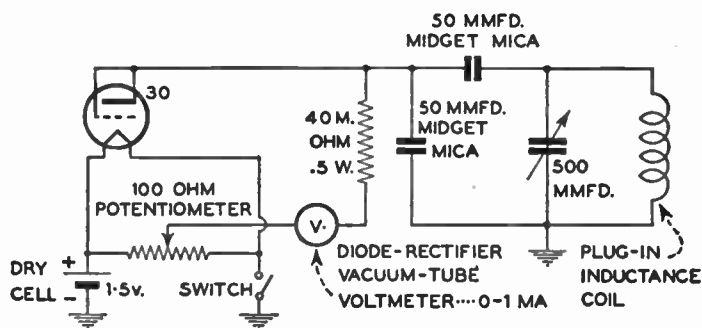 50 MMFD.
MIDGET MICA
30
40 M.
OHM
.5 W.
50 MMFD.
MIDGET
MICA
500
MMFD.
100 OHM
POTENTIOMETER
V.
DRY
CELL
+
-
1·5v.
SWITCH
DIODE-RECTIFIER
VACUUM-TUBE
VOLTMETER····0-1 MA
PLUG-IN
INDUCTANCE
COIL